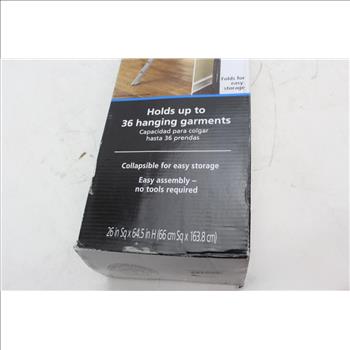 Folds for
easy
storage
Holds up to
36 hanging garments
Capacidad para colgar
hasta 36 prendas
Collapsible for easy storage
Easy assembly –
no tools required
26 in Sq x 64.5 in H (66 cm Sq x 163.8 cm)